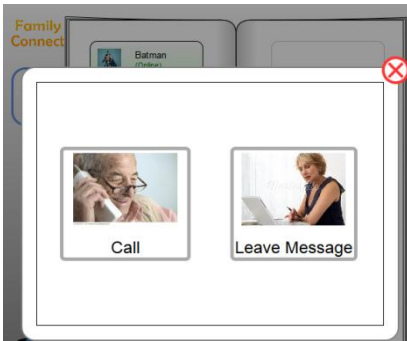 Family
Connect
Batman
(Online)
Call
Leave Message